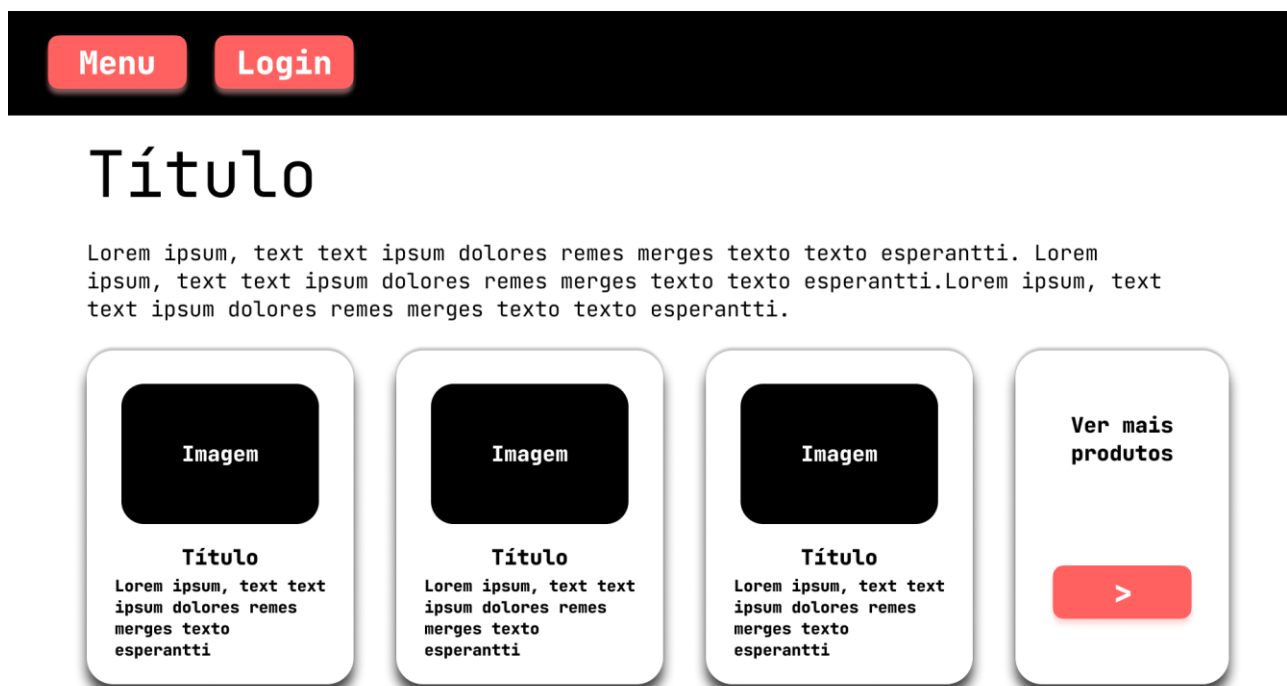 Menu
Login
Título
Lorem ipsum, text text ipsum dolores remes merges texto texto esperantti. Lorem
ipsum, text text ipsum dolores remes merges texto texto esperantti.Lorem ipsum, text
text ipsum dolores remes merges texto texto esperantti.
Imagem
Título
Lorem ipsum, text text
ipsum dolores remes
merges texto
esperantti
Imagem
Título
Lorem ipsum, text text
ipsum dolores remes
merges texto
esperantti
Imagem
Título
Lorem ipsum, text text
ipsum dolores remes
merges texto
esperantti
Ver mais
produtos
>